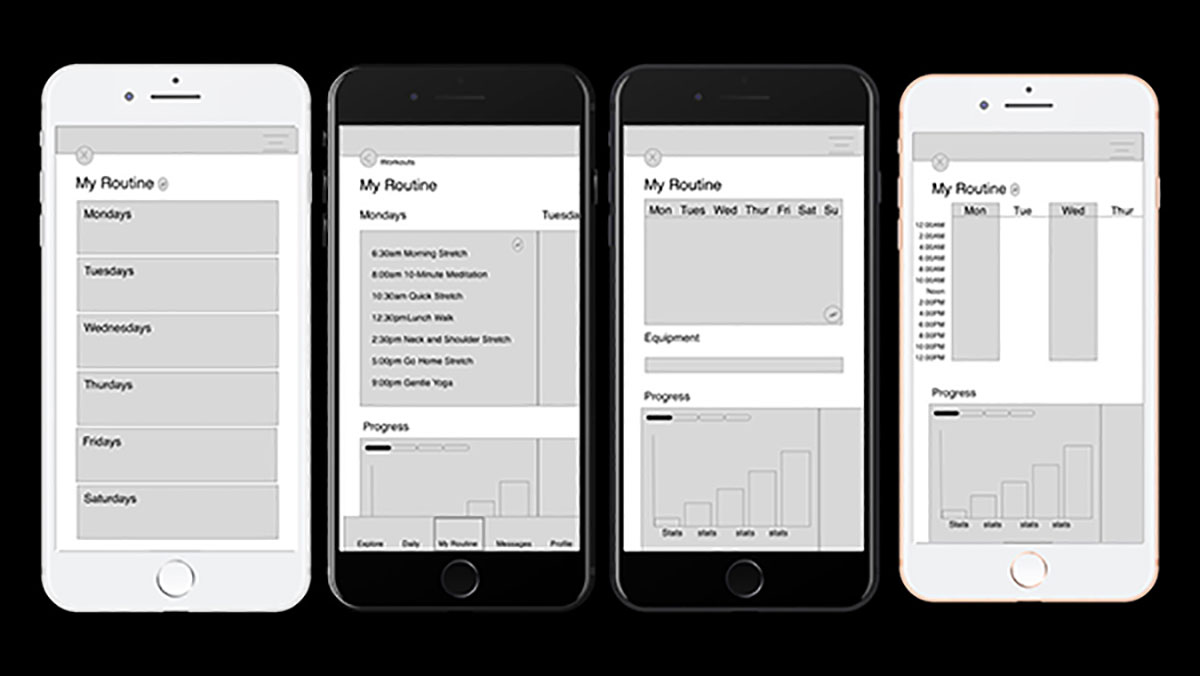 My Routine
Mondays
Tuesdays
Wednesdays
Thurdays
Fridays
Saturdays
Workouts
My Routine
Mondays Tuesda
6:30am Morning Stretch
8:00am 10-Minute Meditation
10:30am Quick Stretch
12:30pmLunch Walk
2:30pm Neck and Shoulder Stretch
5:00pm Go Home Stretch
9:00pm Gentle Yoga
Progress
Explore Daily My Routine Messages Profile
My Routine
Mon Tues Wed Thur Fri Sat Su
Equipment
Progress
Stats stats stats stats
My Routine
Mon Tue Wed Thur
12:00AM
2:00AM
4:00AM
6:00AM
8:00AM
10:00AM
Noon
2:00PM
4:00PM
6:00PM
8:00PM
10:00PM
12:00PM
Progress
Stats stats stats stats